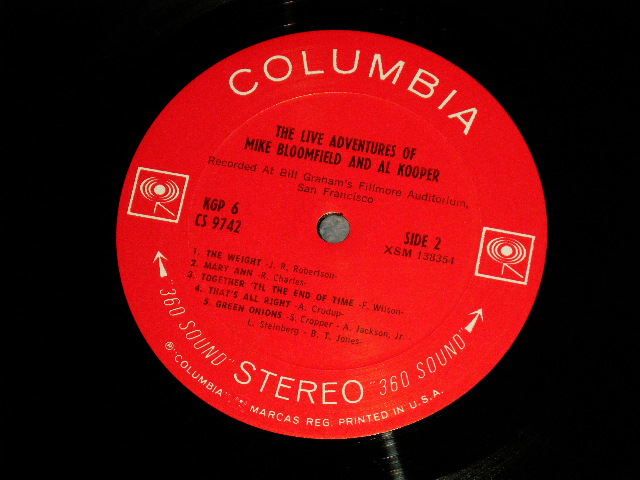 COLUMBIA
THE LIVE ADVENTURES OF
MIKE BLOOMFIELD AND AL KOOPER
Recorded At Bill Graham's Fillmore Auditorium,
San Francisco
KGP 6
CS 9742
SIDE 2
XSM 138354
1. THE WEIGHT -J. R. Robertson-
2. MARY ANN -R. Charles-
3. TOGETHER 'TIL THE END OF TIME -F. Wilson-
4. THAT'S ALL RIGHT -A. Crudup-
5. GREEN ONIONS -S. Cropper - A. Jackson, Jr. -
L. Steinberg - B. T. Jones-
"360 SOUND" STEREO "360 SOUND"
℗ "COLUMBIA", MARCAS REG. PRINTED IN U.S.A.